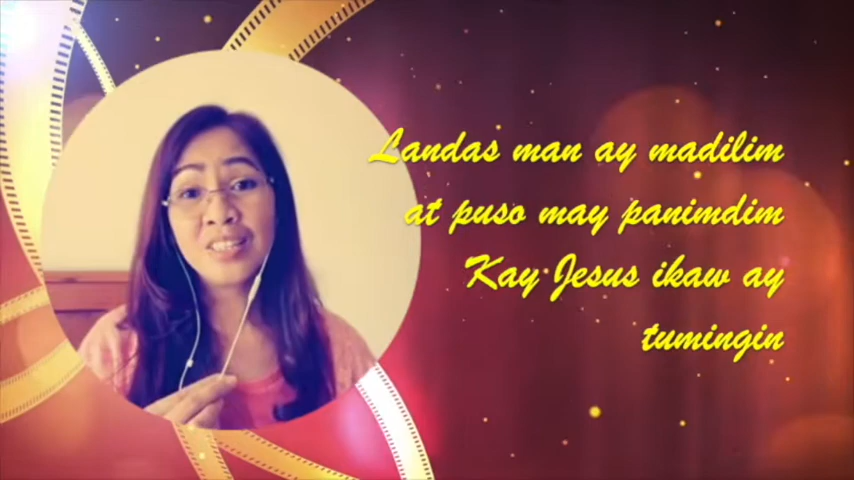 Landas man ay madilim
at puso may panimdim
Kay Jesus ikaw ay
tumingin